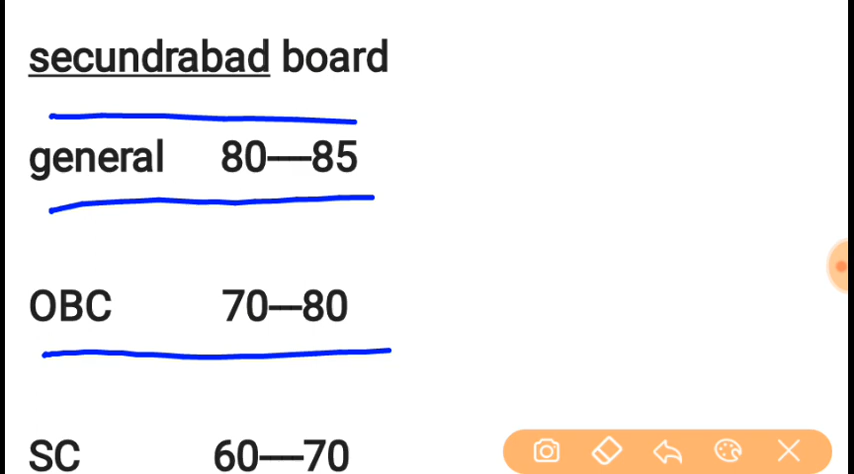 secundrabad board
general 80—85
OBC 70—80
SC 60—70